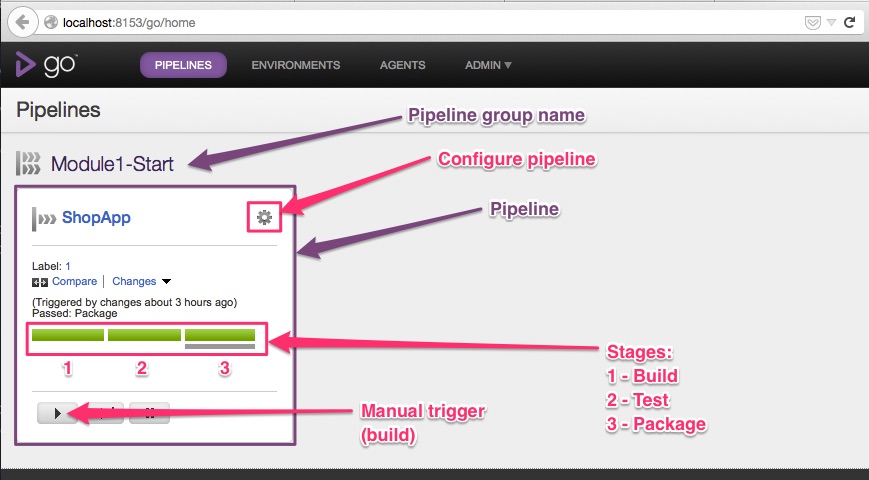 localhost:8153/go/home
go™
PIPELINES ENVIRONMENTS AGENTS ADMIN
Pipelines
Pipeline group name
Module1-Start
Configure pipeline
ShopApp
Pipeline
Label: 1
Compare Changes
(Triggered by changes about 3 hours ago)
Passed: Package
1 2 3
Stages:
1 - Build
2 - Test
3 - Package
Manual trigger
(build)